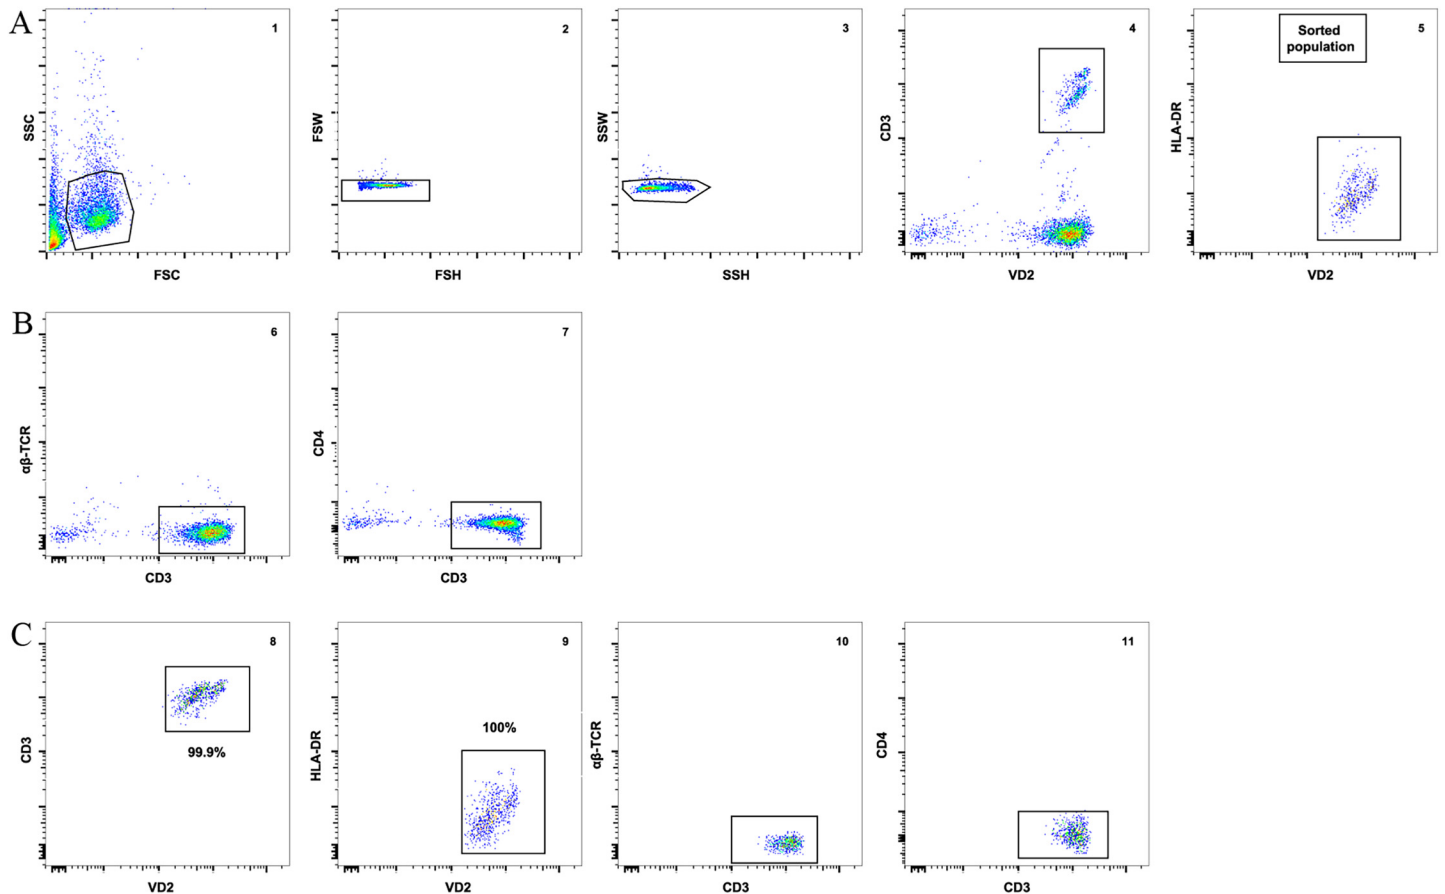 A
1
SSC
FSC
2
FSW
FSH
3
SSW
SSH
4
CD3
VD2
5
Sorted
population
HLA-DR
VD2
B
6
αβ-TCR
CD3
7
CD4
CD3
C
8
CD3
99.9%
VD2
9
100%
HLA-DR
VD2
10
αβ-TCR
CD3
11
CD4
CD3